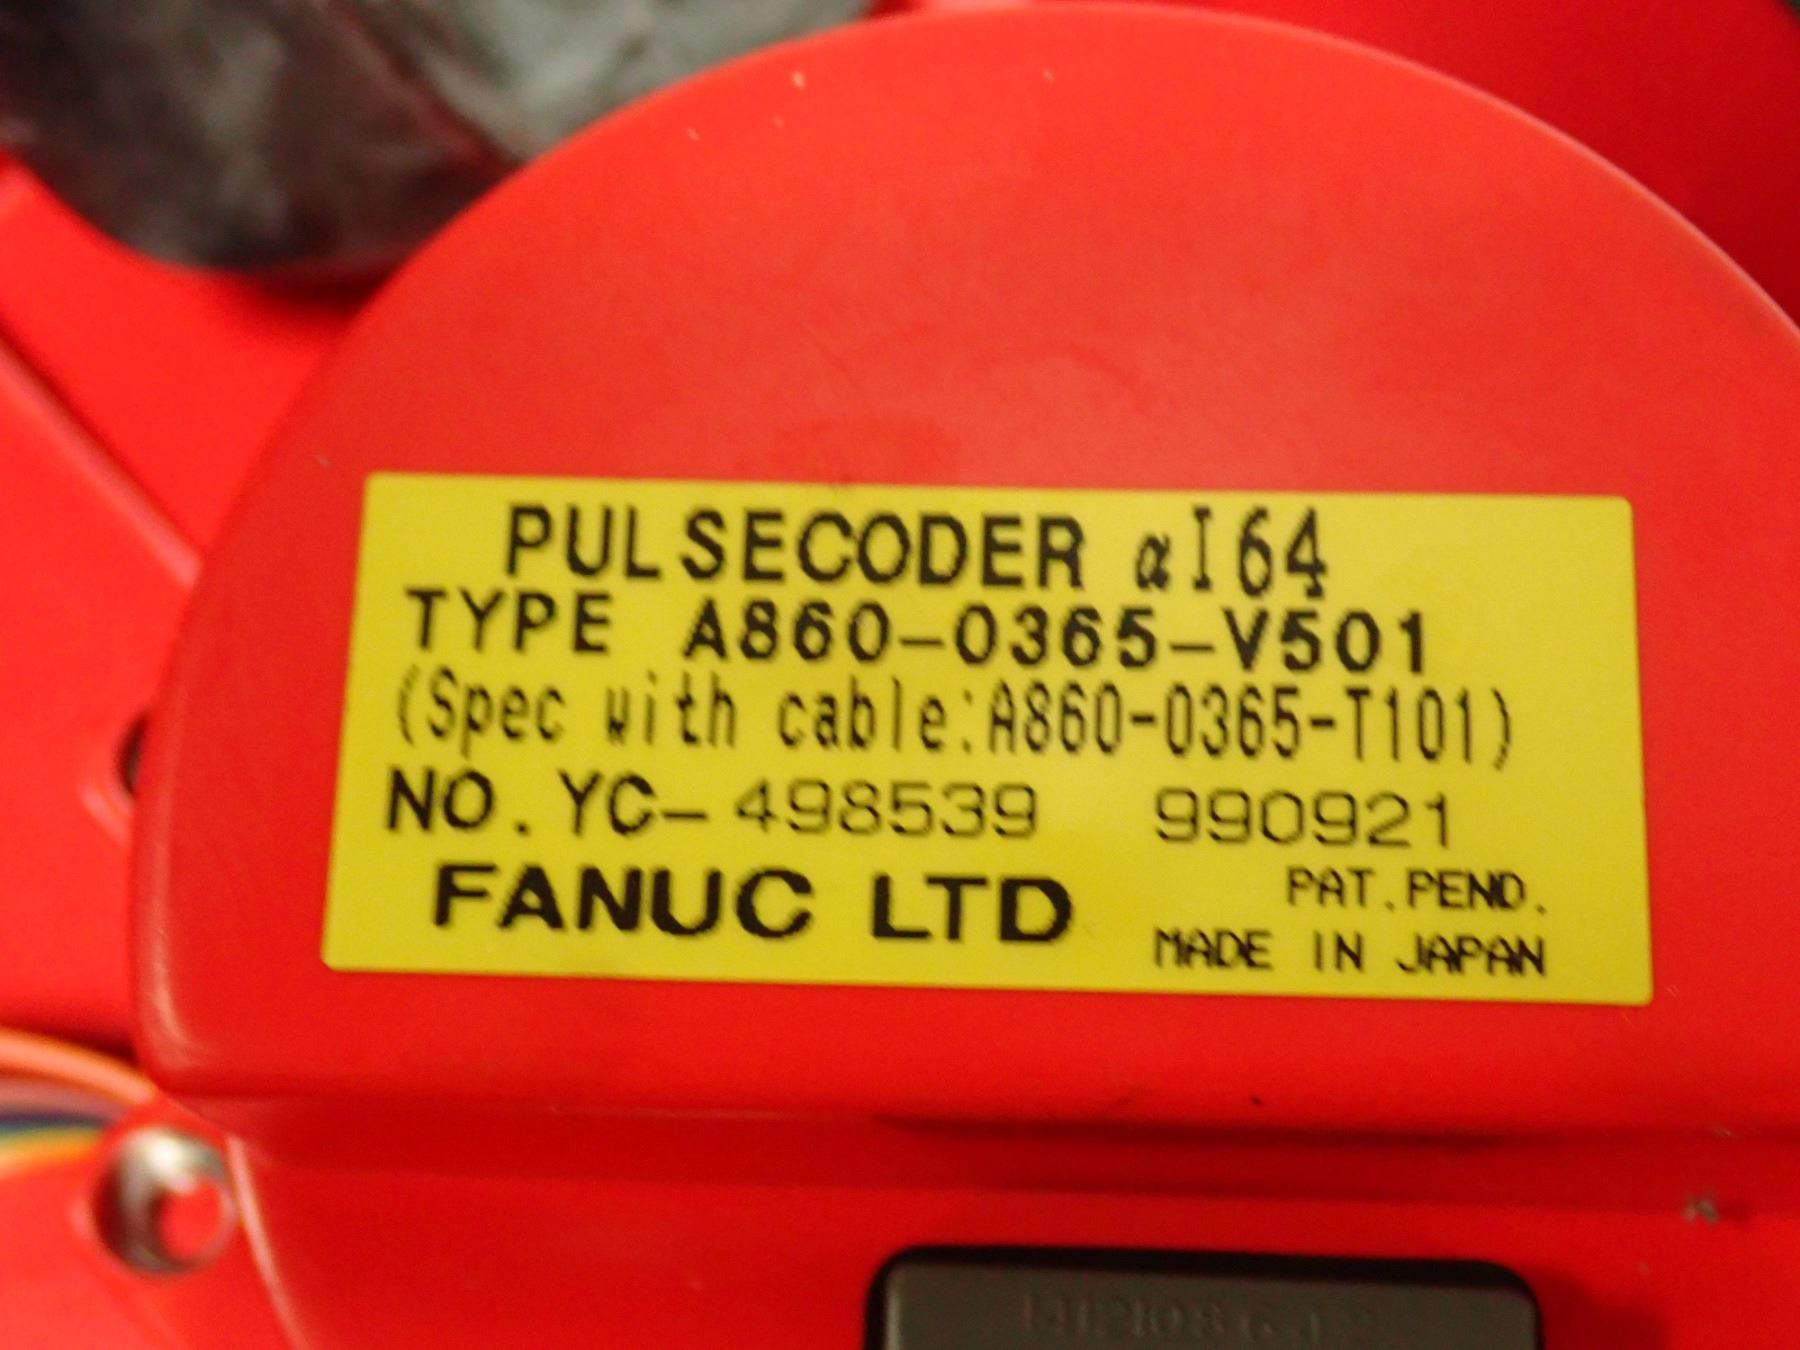 PULSECODER αI64
TYPE A860-0365-V501
(Spec with cable:A860-0365-T101)
NO. YC-498539 990921
FANUC LTD
PAT. PEND.
MADE IN JAPAN